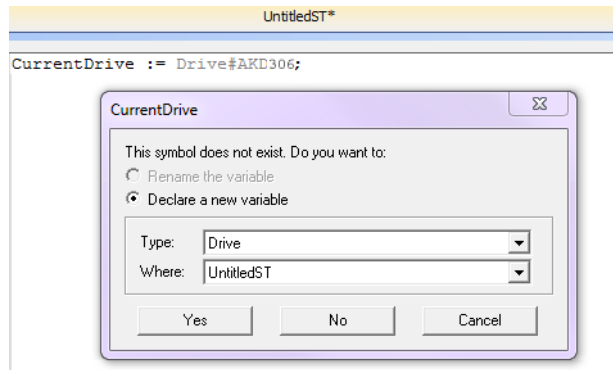 UntitledST*
CurrentDrive := Drive#AKD306;
CurrentDrive
This symbol does not exist. Do you want to:
Rename the variable
Declare a new variable
Type: Drive
Where: UntitledST
Yes No Cancel